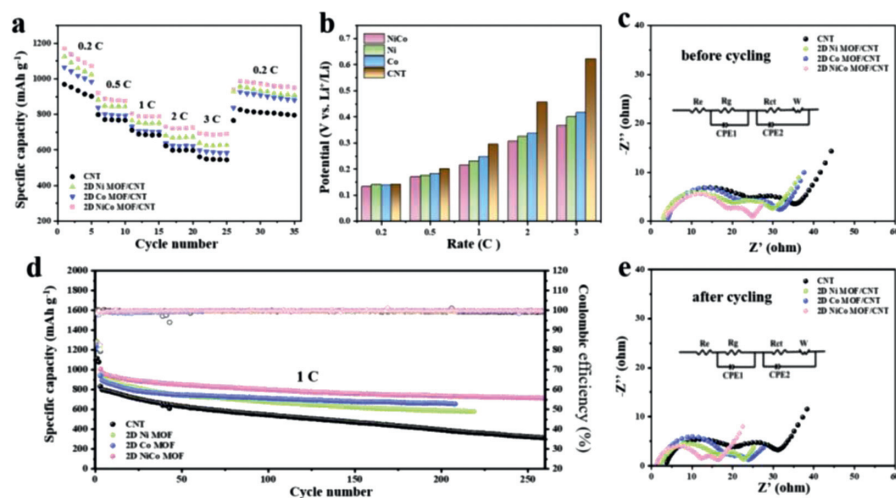 a
1200
1000
800
600
400
200
0 5 10 15 20 25 30 35
Specific capacity (mAh g⁻¹)
Cycle number
0.2 C
0.5 C
1 C
2 C
3 C
0.2 C
CNT
2D Ni MOF/CNT
2D Co MOF/CNT
2D NiCo MOF/CNT
b
0.7
0.6
0.5
0.4
0.3
0.2
0.1
0.0
0.2 0.5 1 2 3
Potential (V vs. Li⁺/Li)
Rate (C )
NiCo
Ni
Co
CNT
c
before cycling
CNT
2D Ni MOF/CNT
2D Co MOF/CNT
2D NiCo MOF/CNT
Re Rg Rct W
CPE1 CPE2
40
30
20
10
0
0 10 20 30 40 50 60
-Z'' (ohm)
Z' (ohm)
d
2000
1800
1600
1400
1200
1000
800
600
400
200
0
0 50 100 150 200 250
Specific capacity (mAh g⁻¹)
Cycle number
1 C
CNT
2D Ni MOF
2D Co MOF
2D NiCo MOF
120
110
100
90
80
70
60
50
40
30
20
Coulombic efficiency (%)
e
after cycling
CNT
2D Ni MOF/CNT
2D Co MOF/CNT
2D NiCo MOF/CNT
Re Rg Rct W
CPE1 CPE2
40
30
20
10
0
0 10 20 30 40 50 60
-Z'' (ohm)
Z' (ohm)